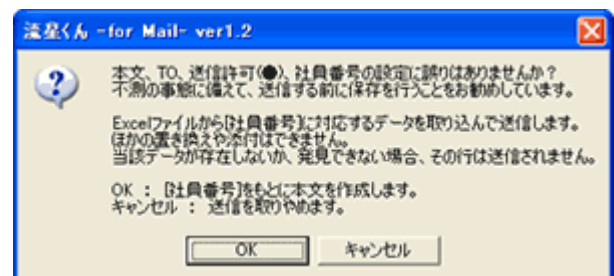 流星くん -for Mail- ver1.2
本文、TO、送信許可(●)、社員番号の設定に誤りはありませんか?
不測の事態に備えて、送信する前に保存を行うことをお勧めしています。
Excelファイルから[社員番号]に対応するデータを取り込んで送信します。
ほかの置き換えや添付はできません。
当該データが存在しないか、発見できない場合、その行は送信されません。
OK : [社員番号]をもとに本文を作成します。
キャンセル : 送信を取りやめます。
OK
キャンセル